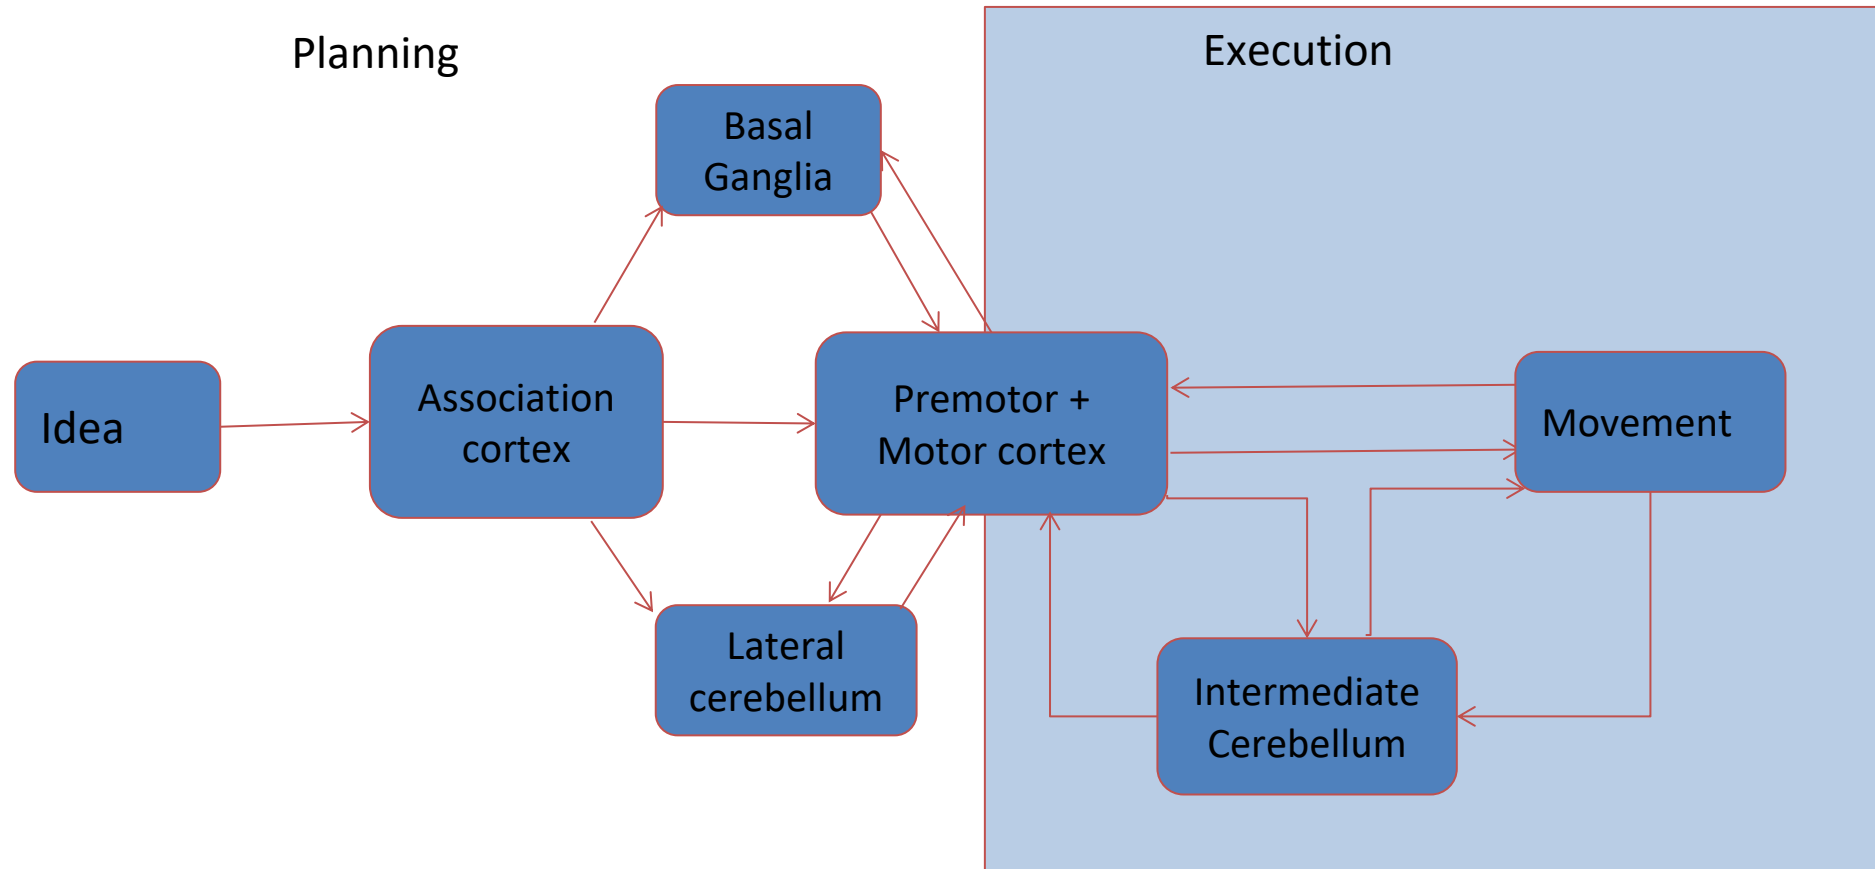 Planning
Execution
Basal
Ganglia
Idea
Association
cortex
Premotor +
Motor cortex
Movement
Lateral
cerebellum
Intermediate
Cerebellum